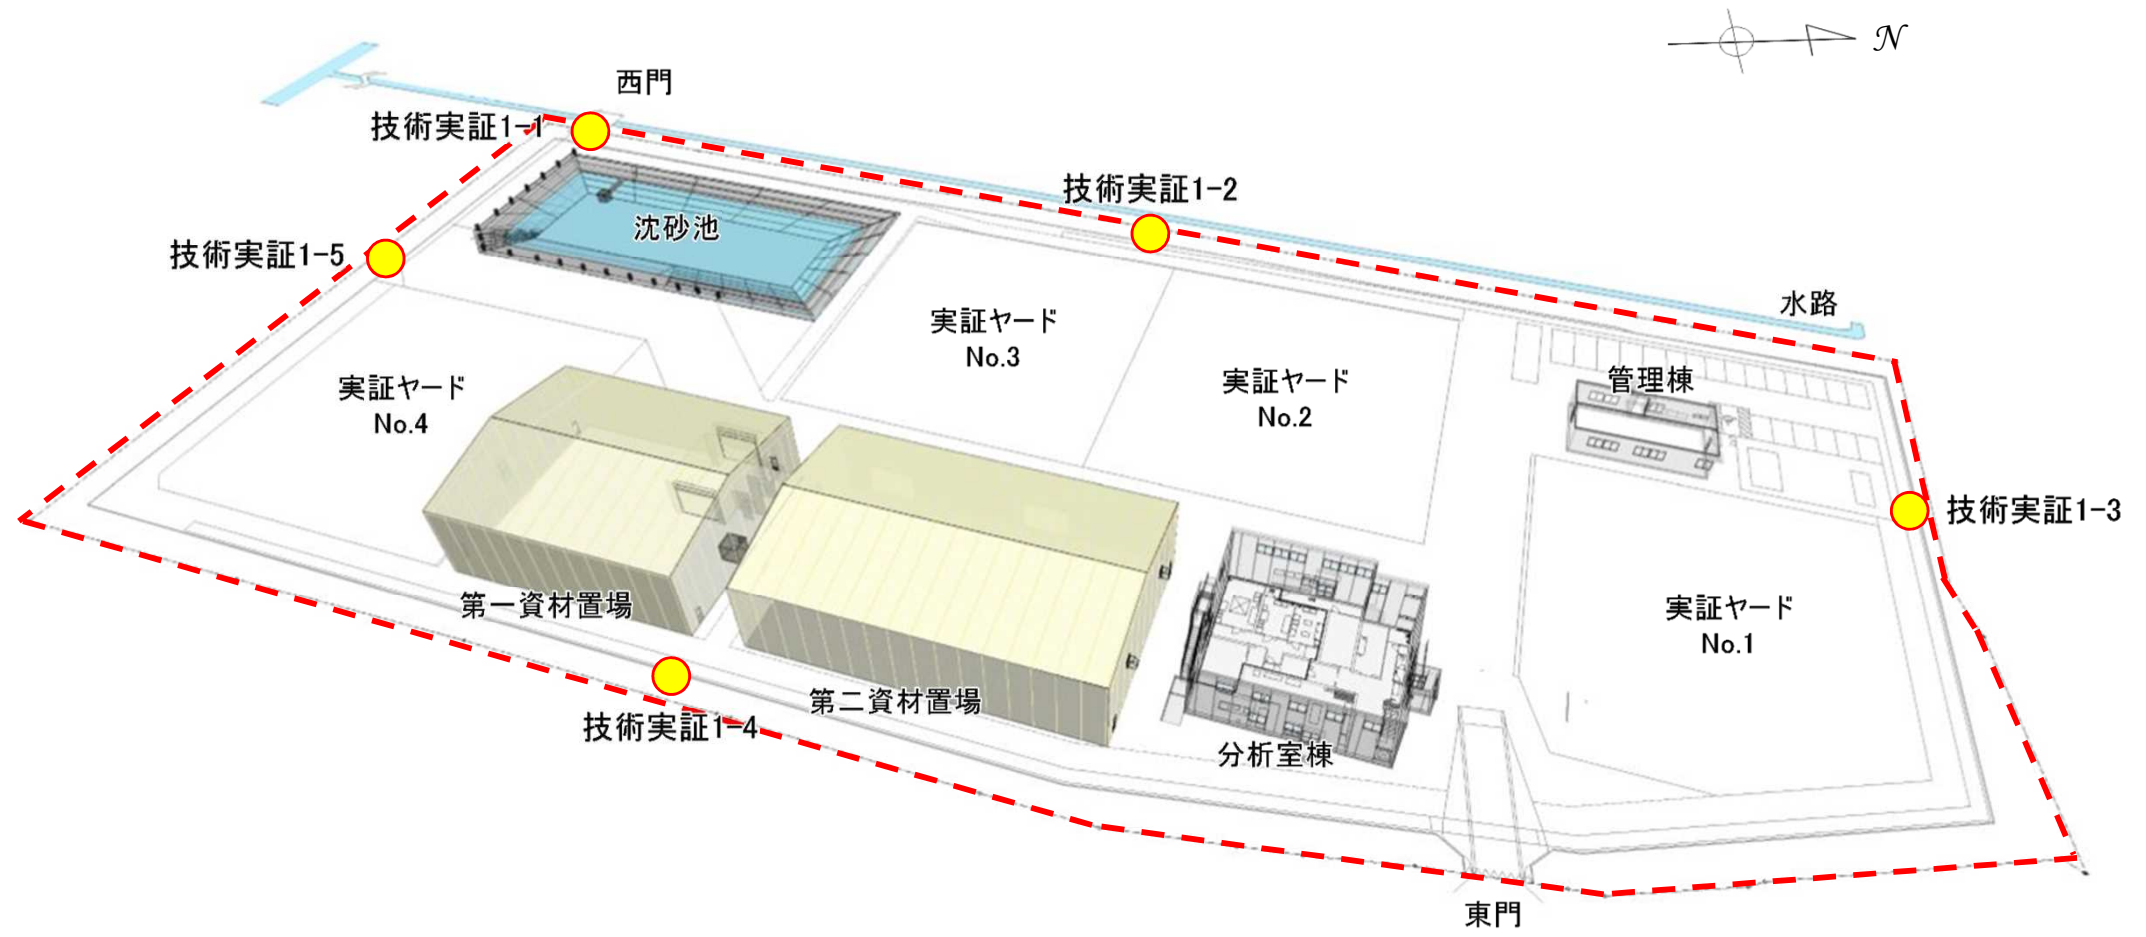 N
西門
技術実証1-1
技術実証1-2
沈砂池
技術実証1-5
水路
実証ヤード
No.3
実証ヤード
No.2
管理棟
実証ヤード
No.4
技術実証1-3
第一資材置場
実証ヤード
No.1
第二資材置場
技術実証1-4
分析室棟
東門